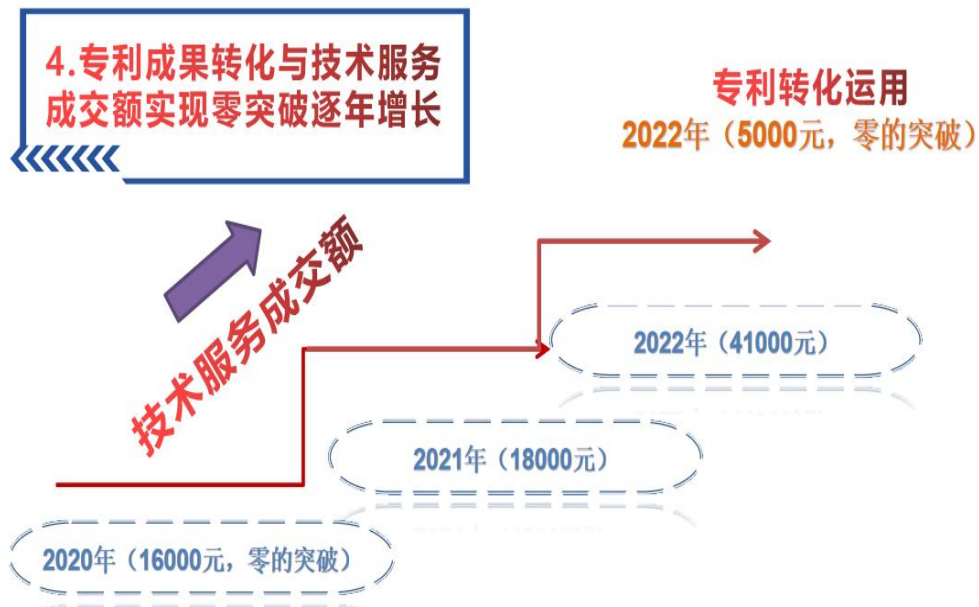 4.专利成果转化与技术服务
成交额实现零突破逐年增长
专利转化运用
2022年（5000元，零的突破）
技术服务成交额
2022年（41000元）
2021年（18000元）
2020年（16000元，零的突破）